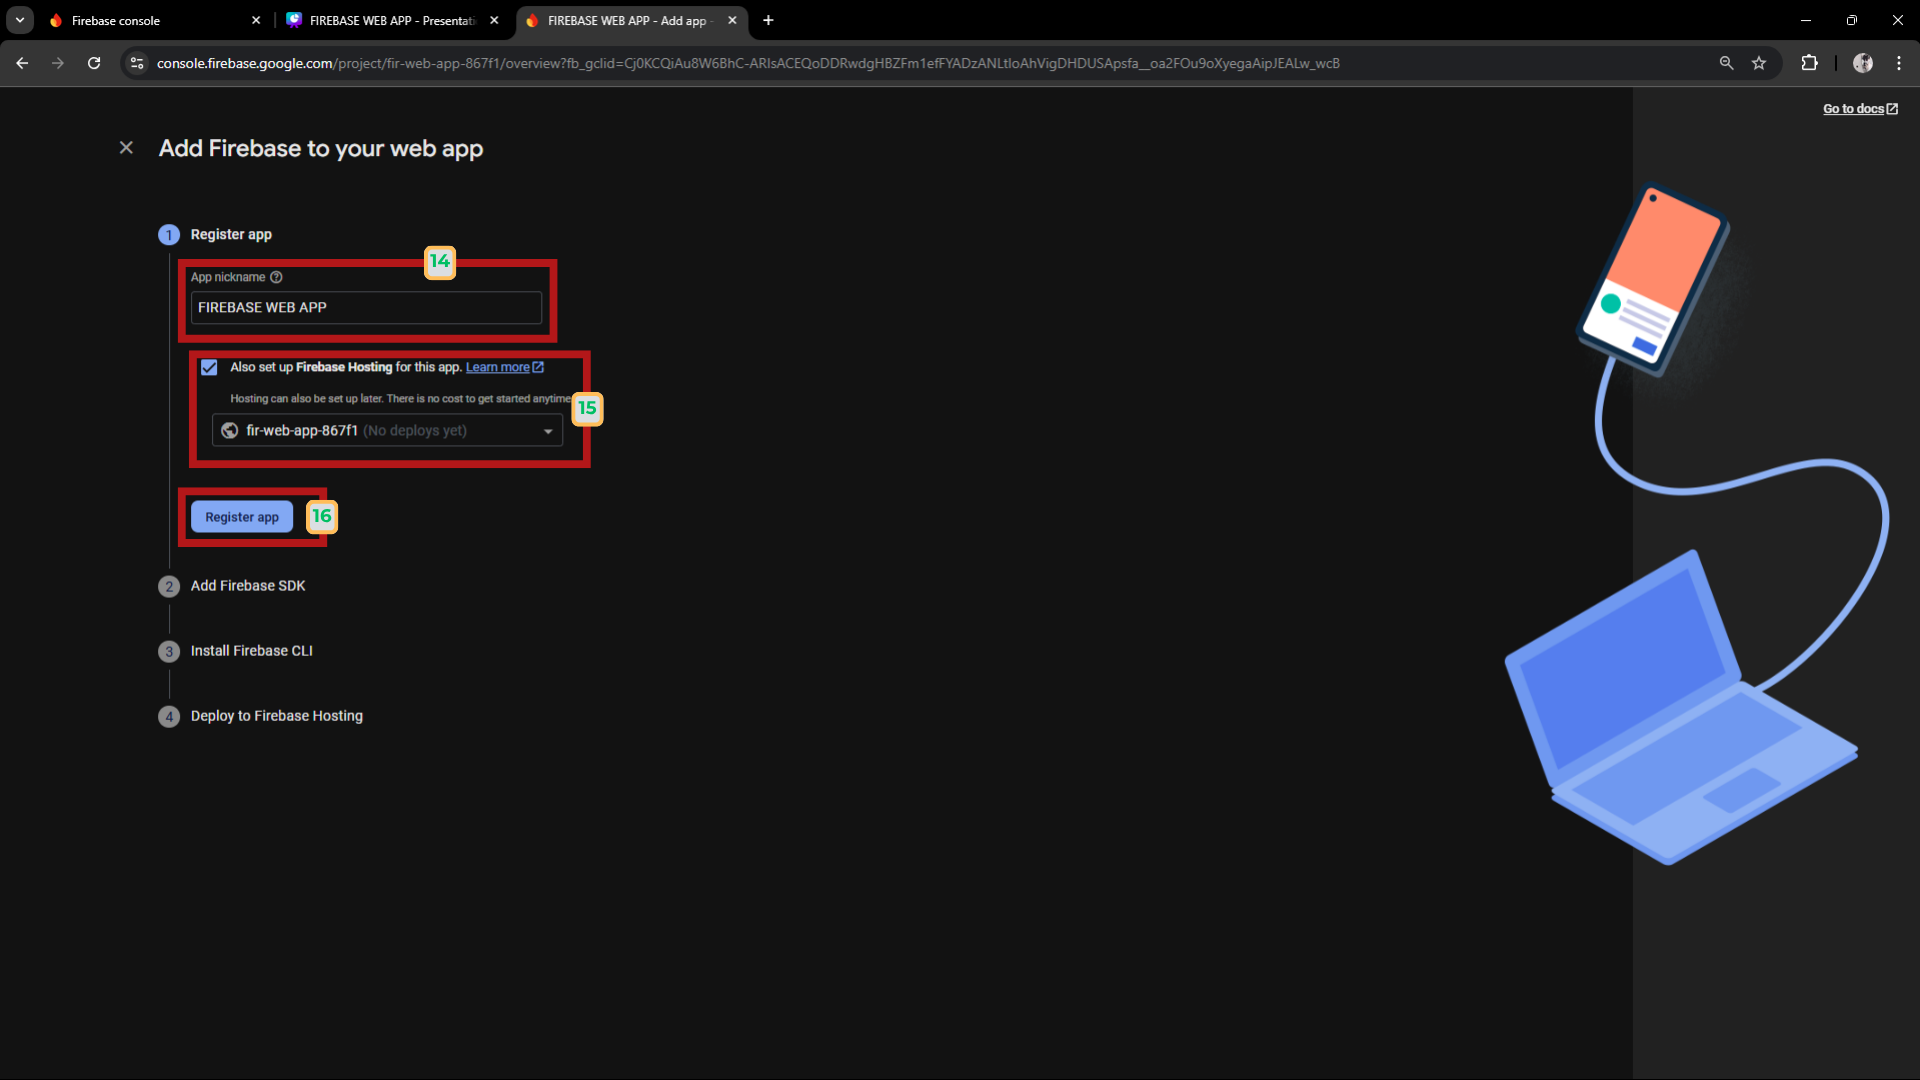 Firebase console
FIREBASE WEB APP - Presentati
FIREBASE WEB APP - Add app -
console.firebase.google.com/project/fir-web-app-867f1/overview?fb_gclid=Cj0KCQiAu8W6BhC-ARIsACEQoDDRwdgHBZFm1efFYADzANLtIoAhVigDHDUSApsfa__oa2FOu9oXyegaAipJEALw_wcB
Go to docs
Add Firebase to your web app
1 Register app
14
App nickname
FIREBASE WEB APP
Also set up Firebase Hosting for this app. Learn more
Hosting can also be set up later. There is no cost to get started anytime
15
fir-web-app-867f1 (No deploys yet)
Register app
16
2 Add Firebase SDK
3 Install Firebase CLI
4 Deploy to Firebase Hosting